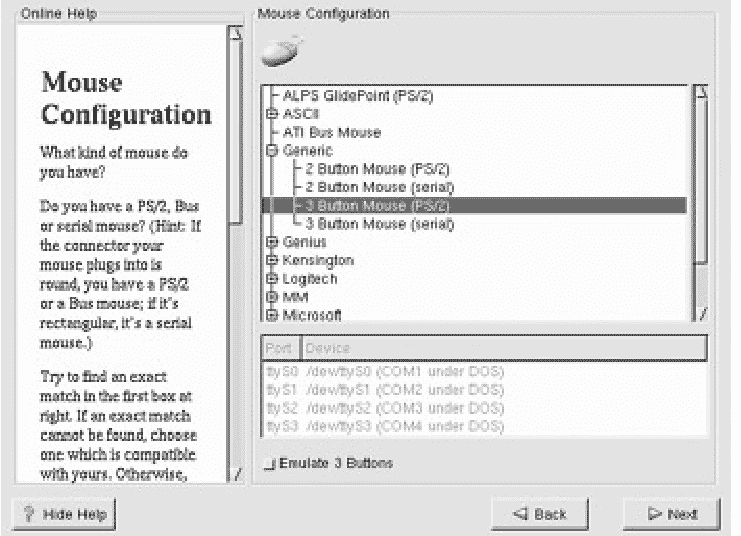 Online Help
Mouse
Configuration
What kind of mouse do
you have?
Do you have a PS/2, Bus
or serial mouse? (Hint: If
the connector your
mouse plugs into is
round, you have a PS/2
or a Bus mouse; if it's
rectangular, it's a serial
mouse.)
Try to find an exact
match in the first box at
right. If an exact match
cannot be found, choose
one which is compatible
with yours. Otherwise,
Hide Help
Mouse Configuration
ALPS GlidePoint (PS/2)
ASCII
ATI Bus Mouse
Generic
2 Button Mouse (PS/2)
2 Button Mouse (serial)
3 Button Mouse (PS/2)
3 Button Mouse (serial)
Genius
Kensington
Logitech
MM
Microsoft
Port Device
ttyS0 /dev/ttyS0 (COM1 under DOS)
ttyS1 /dev/ttyS1 (COM2 under DOS)
ttyS2 /dev/ttyS2 (COM3 under DOS)
ttyS3 /dev/ttyS3 (COM4 under DOS)
Emulate 3 Buttons
Back
Next